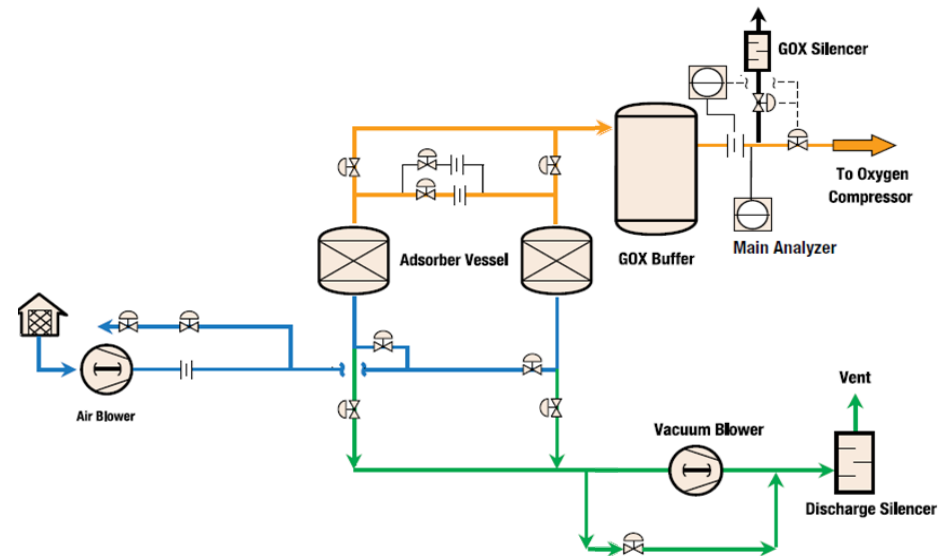 GOX Silencer
To Oxygen
Compressor
Adsorber Vessel
GOX Buffer
Main Analyzer
Air Blower
Vacuum Blower
Vent
Discharge Silencer